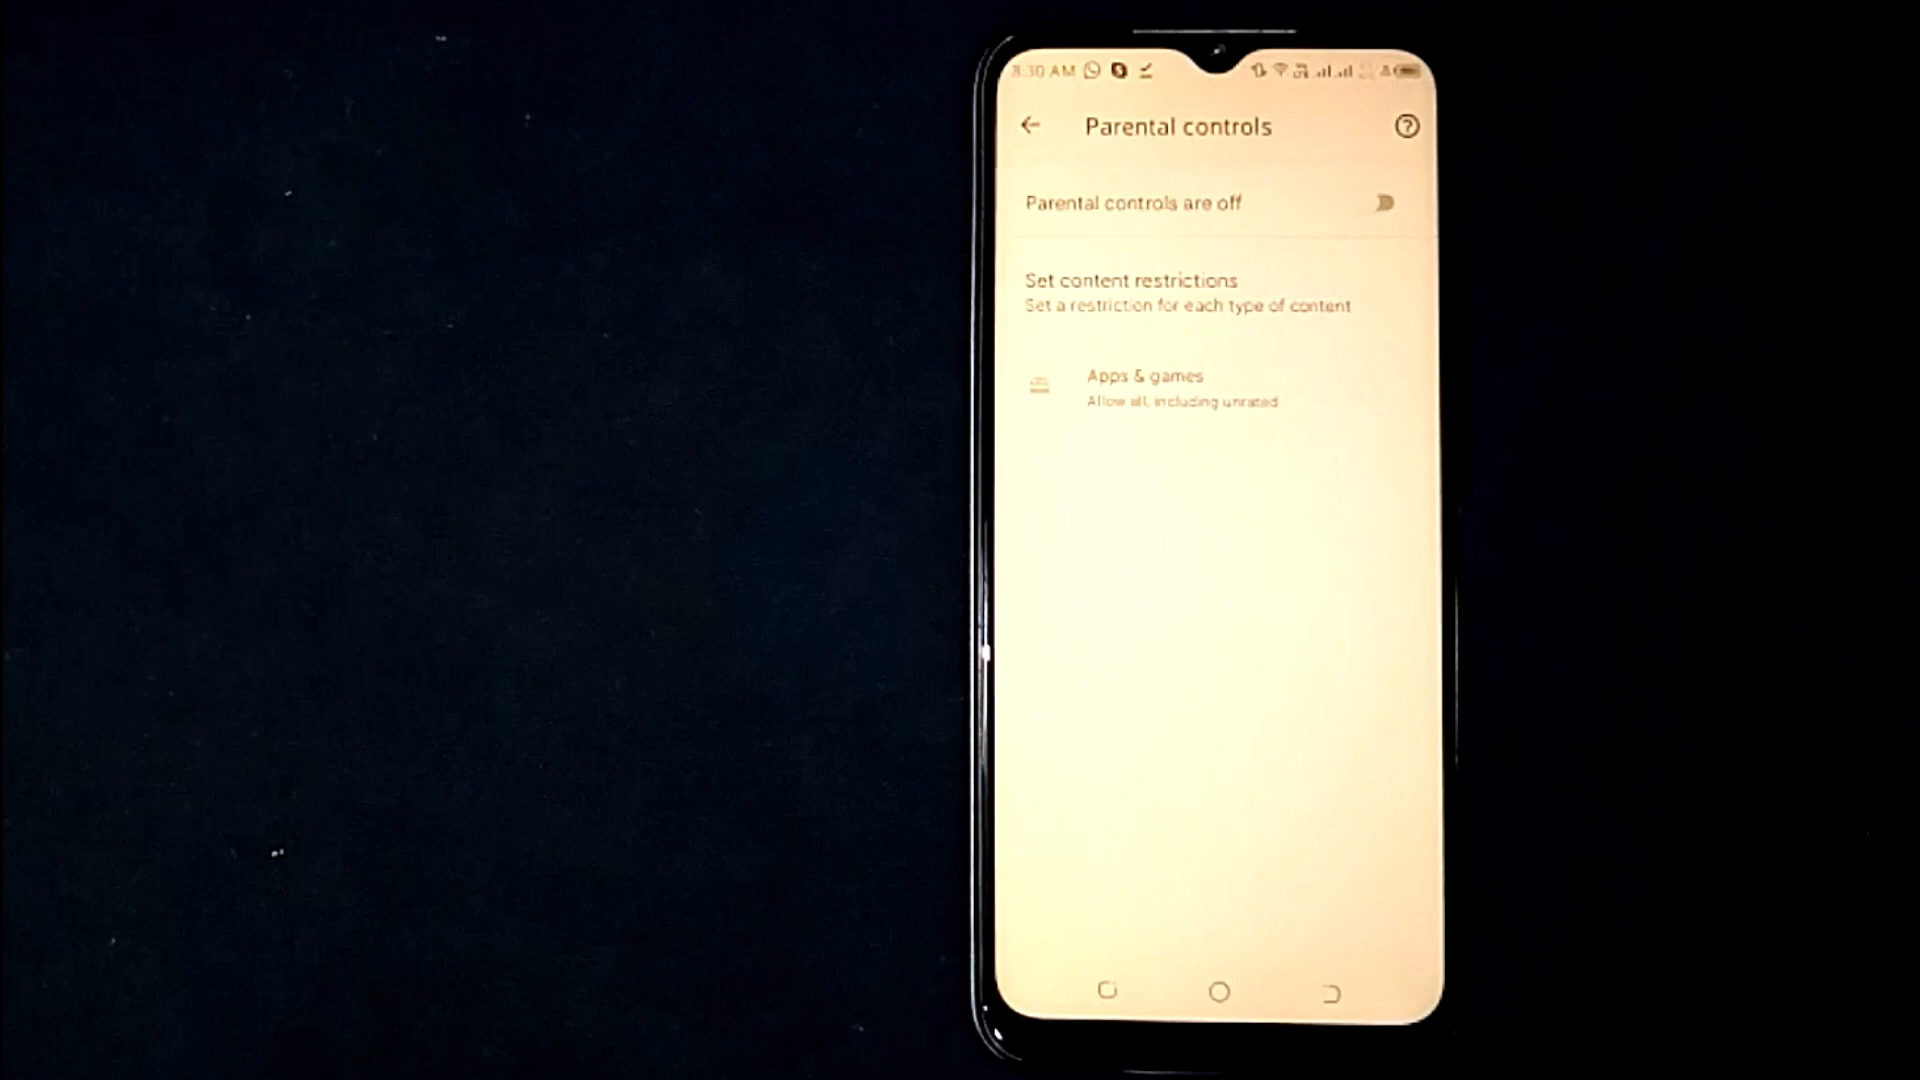 8:30 AM
Parental controls
Parental controls are off
Set content restrictions
Set a restriction for each type of content
Apps & games
Allow all, including unrated